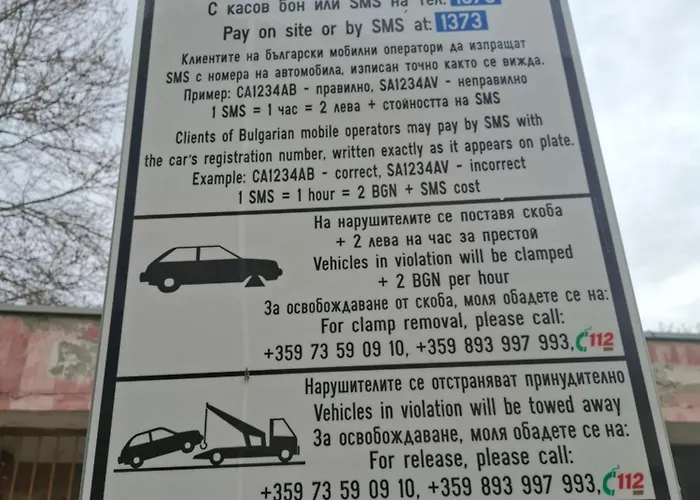 С касов бон или SMS на тел.: 1373
Pay on site or by SMS at: 1373
Клиентите на български мобилни оператори да изпращат
SMS с номера на автомобила, изписан точно както се вижда.
Пример: CA1234AB - правилно, SA1234AV - неправилно
1 SMS = 1 час = 2 лева + стойността на SMS
Clients of Bulgarian mobile operators may pay by SMS with
the car's registration number, written exactly as it appears on plate.
Example: CA1234AB - correct, SA1234AV - incorrect
1 SMS = 1 hour = 2 BGN + SMS cost
На нарушителите се поставя скоба
+ 2 лева на час за престой
Vehicles in violation will be clamped
+ 2 BGN per hour
За освобождаване от скоба, моля обадете се на:
For clamp removal, please call:
+359 73 59 09 10, +359 893 997 993, 112
Нарушителите се отстраняват принудително
Vehicles in violation will be towed away
За освобождаване, моля обадете се на:
For release, please call:
+359 73 59 09 10, +359 893 997 993, 112